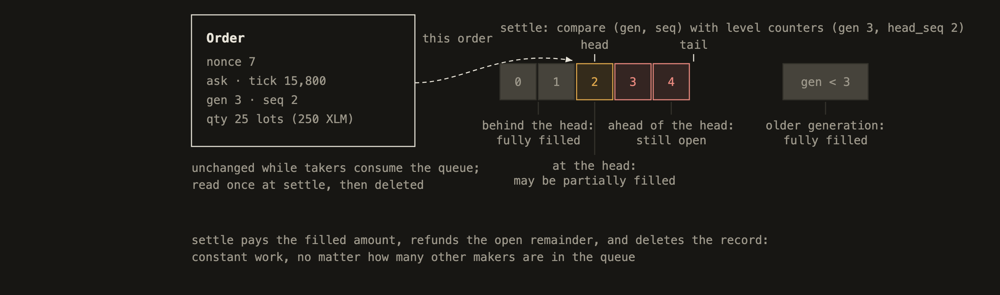 Order
nonce 7
ask · tick 15,800
gen 3 · seq 2
qty 25 lots (250 XLM)
unchanged while takers consume the queue;
read once at settle, then deleted
this order
settle: compare (gen, seq) with level counters (gen 3, head_seq 2)
head
tail
0
1
2
3
4
gen < 3
behind the head:
fully filled
ahead of the head:
still open
older generation:
fully filled
at the head:
may be partially filled
settle pays the filled amount, refunds the open remainder, and deletes the record:
constant work, no matter how many other makers are in the queue